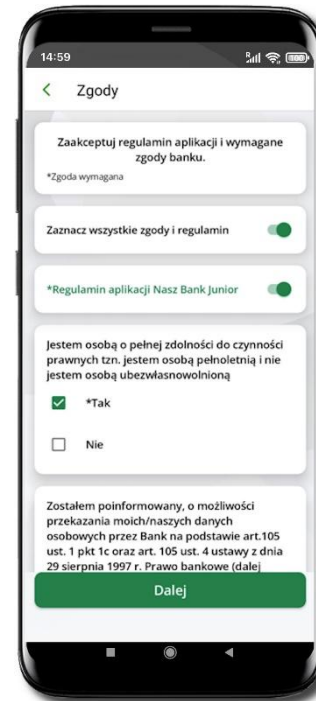 14:59
Zgody
Zaakceptuj regulamin aplikacji i wymagane
zgody banku.
*Zgoda wymagana
Zaznacz wszystkie zgody i regulamin
*Regulamin aplikacji Nasz Bank Junior
Jestem osobą o pełnej zdolności do czynności
prawnych tzn. jestem osobą pełnoletnią i nie
jestem osobą ubezwłasnowolnioną
*Tak
Nie
Zostałem poinformowany, o możliwości
przekazania moich/naszych danych
osobowych przez Bank na podstawie art.105
ust. 1 pkt 1c oraz art. 105 ust. 4 ustawy z dnia
29 sierpnia 1997 r. Prawo bankowe (dalej
Dalej